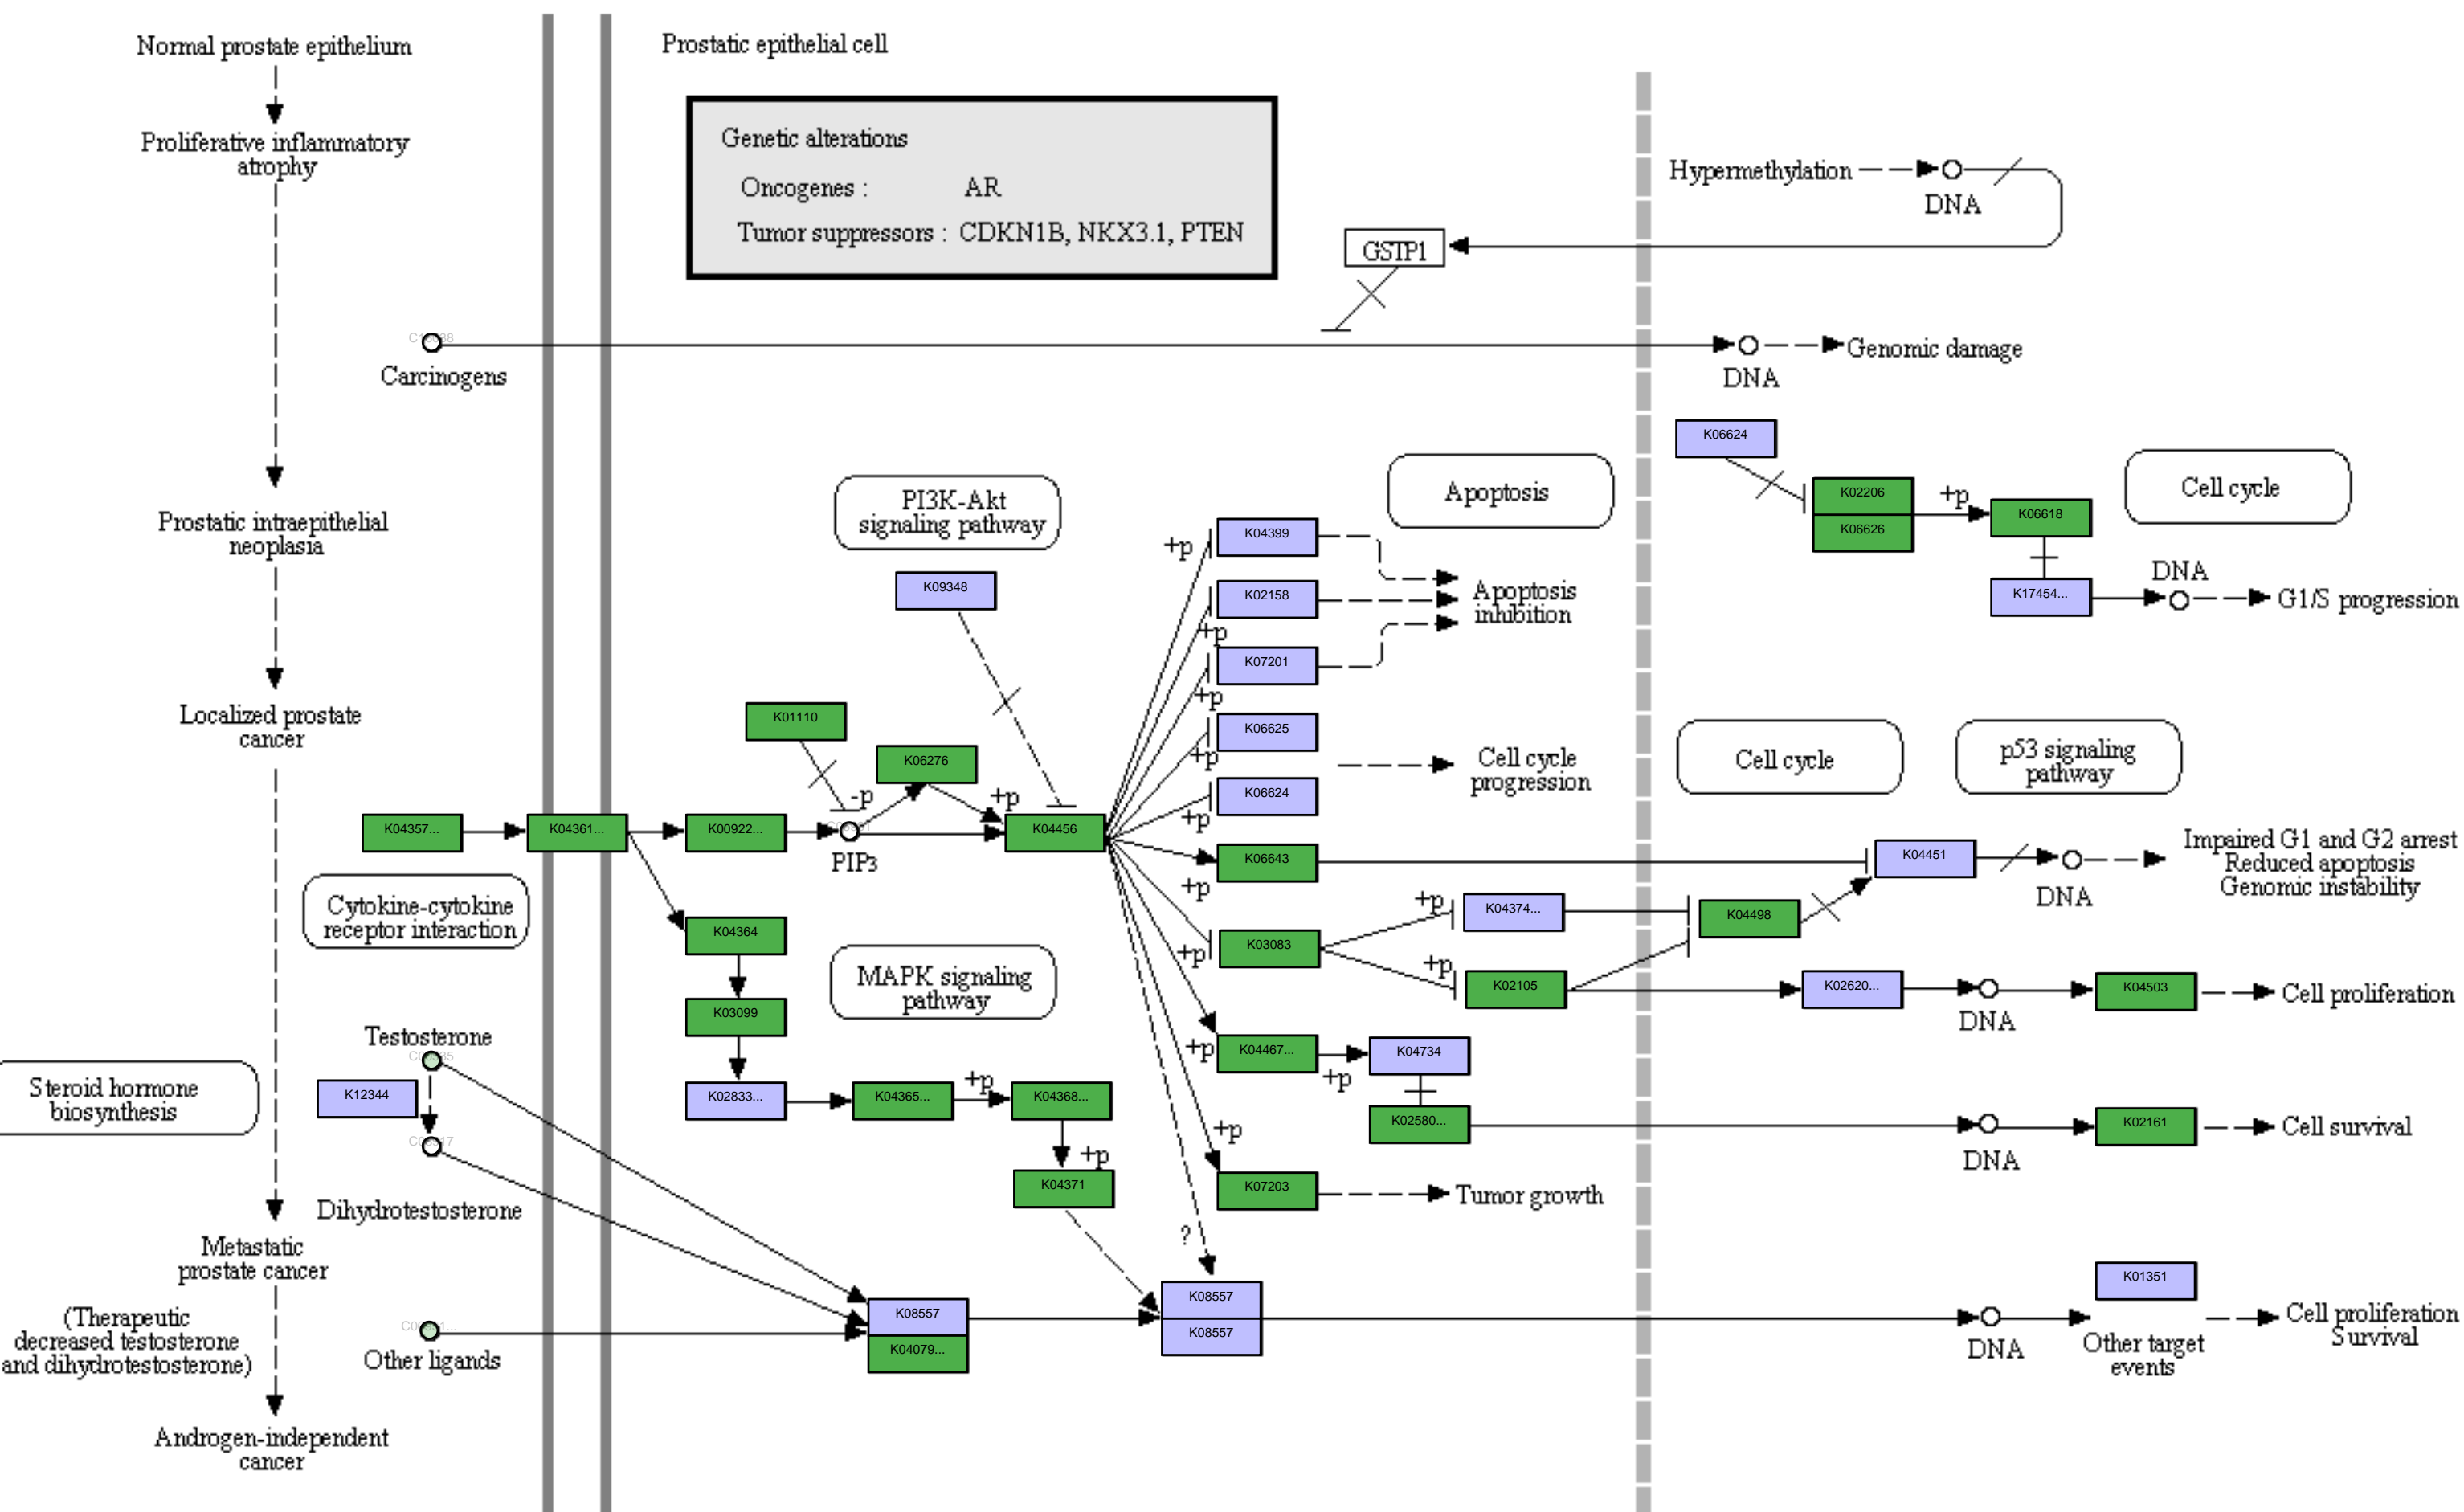 Normal prostate epithelium
Prostatic epithelial cell
Proliferative inflammatory
atrophy
Genetic alterations
Oncogenes : AR
Tumor suppressors : CDKN1B, NKX3.1, PTEN
Hypermethylation
DNA
GSTP1
Carcinogens
DNA
Genomic damage
Prostatic intraepithelial
neoplasia
PI3K-Akt
signaling pathway
Apoptosis
K06624
K02206
K06626
+p
K06618
Cell cycle
K17454...
DNA
G1/S progression
K09348
+p
K04399
K02158
+p
K07201
+p
Apoptosis
inhibition
Localized prostate
cancer
K01110
K06276
-p
+p
K06625
+p
K06624
+p
Cell cycle
progression
Cell cycle
p53 signaling
pathway
K04357...
K04361...
K00922...
PIP3
K04456
K06643
+p
K04451
DNA
Impaired G1 and G2 arrest
Reduced apoptosis
Genomic instability
Cytokine-cytokine
receptor interaction
K04364
K03099
MAPK signaling
pathway
K03083
+p
+p
K04374...
+p
K02105
K04498
K02620...
DNA
K04503
Cell proliferation
Testosterone
Steroid hormone
biosynthesis
K12344
K02833...
K04365...
+p
K04368...
+p
K04371
K04467...
+p
+p
K04734
K02580...
DNA
K02161
Cell survival
Dihydrotestosterone
+p
K07203
Tumor growth
?
Metastatic
prostate cancer
(Therapeutic
decreased testosterone
and dihydrotestosterone)
Other ligands
K08557
K04079...
K08557
K08557
DNA
K01351
Other target
events
Cell proliferation
Survival
Androgen-independent
cancer